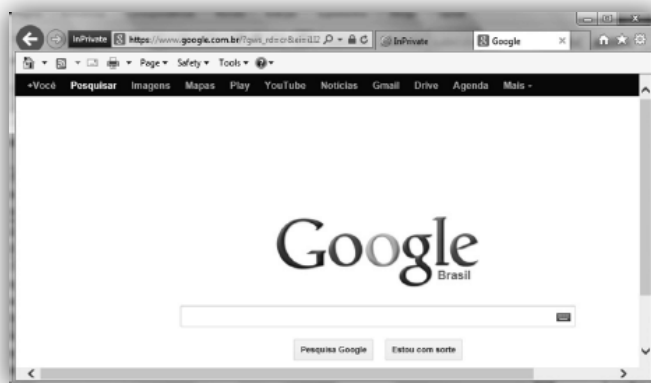 InPrivate https://www.google.com.br/?gws_rd=cr&ei= InPrivate Google
Page Safety Tools
+Você Pesquisar Imagens Mapas Play YouTube Notícias Gmail Drive Agenda Mais
Google
Brasil
Pesquisa Google Estou com sorte